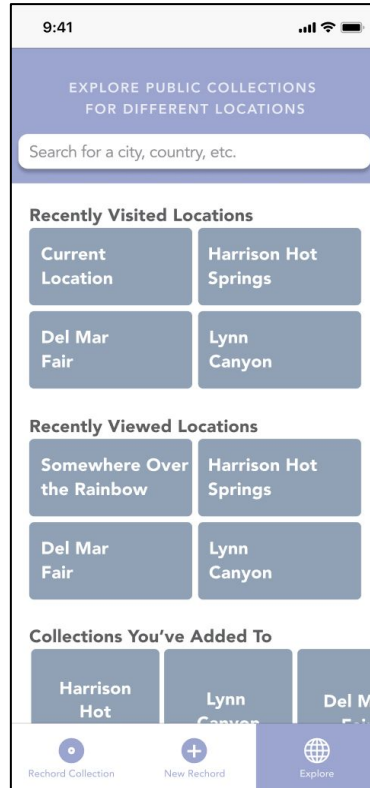 9:41
EXPLORE PUBLIC COLLECTIONS
FOR DIFFERENT LOCATIONS
Search for a city, country, etc.
Recently Visited Locations
Current
Location
Harrison Hot
Springs
Del Mar
Fair
Lynn
Canyon
Recently Viewed Locations
Somewhere Over
the Rainbow
Harrison Hot
Springs
Del Mar
Fair
Lynn
Canyon
Collections You've Added To
Harrison
Hot
Lynn
Canyon
Del M
Rechord Collection
New Rechord
Explore